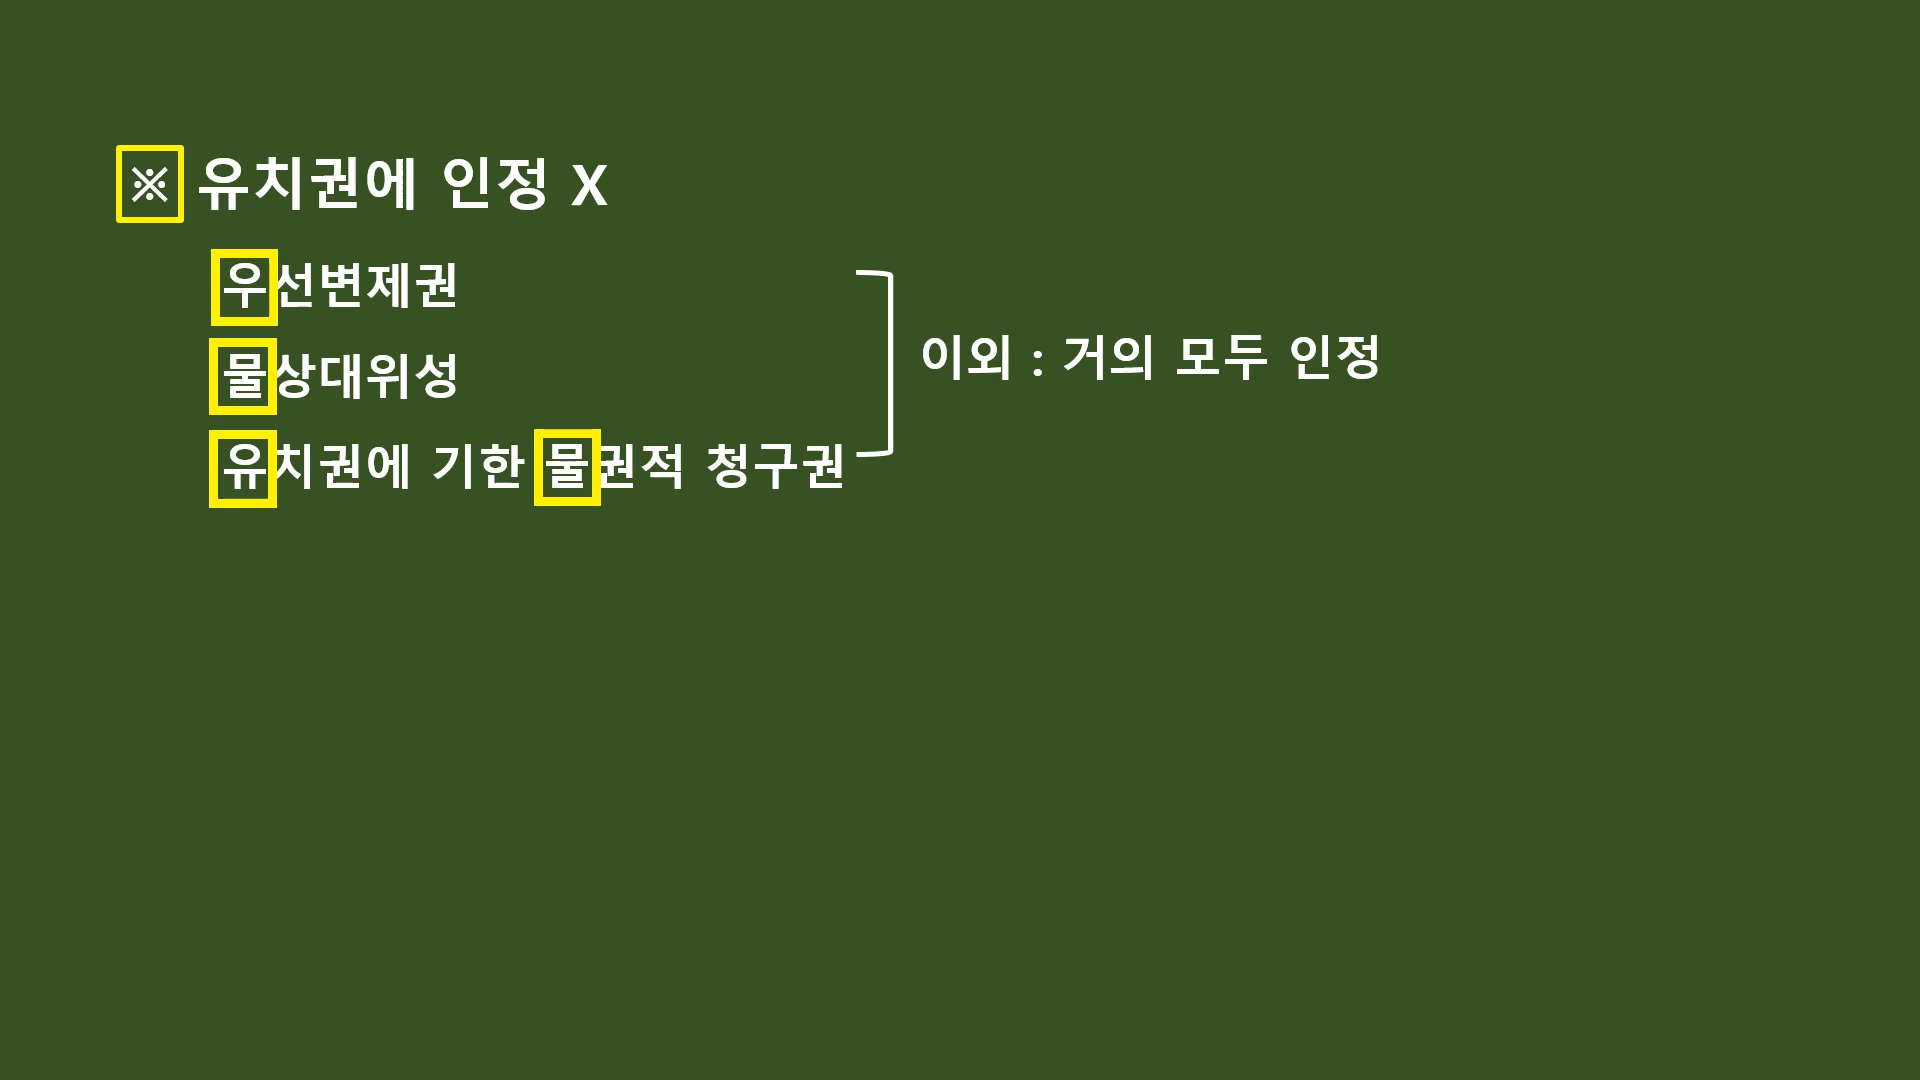 ※ 유치권에 인정 X
우선변제권
물상대위성
유치권에 기한 물권적 청구권
이외 : 거의 모두 인정